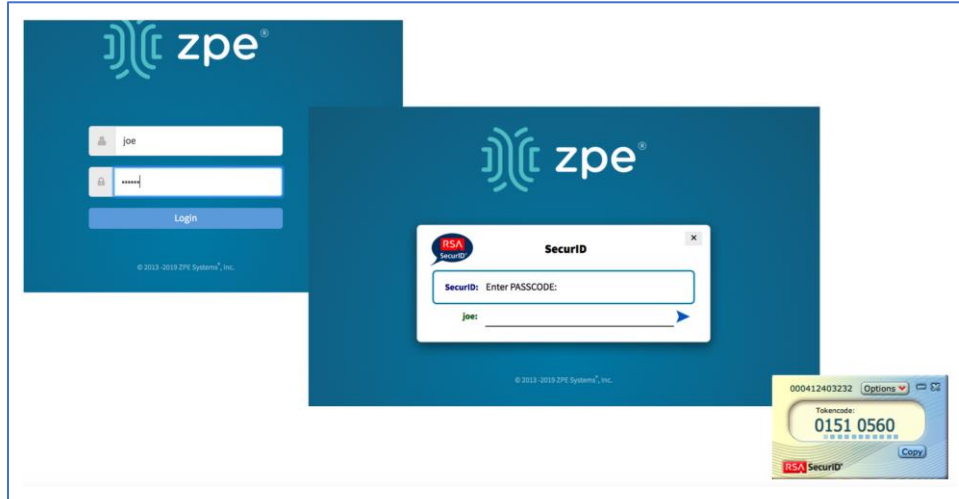 zpe®
joe
••••••
Login
© 2013 -2019 ZPE Systems®, Inc.
zpe®
RSA
SecurID®
SecurID
×
SecurID: Enter PASSCODE:
joe:
© 2013 -2019 ZPE Systems®, Inc.
000412403232 Options
Tokencode:
0151 0560
Copy
RSA SecurID®